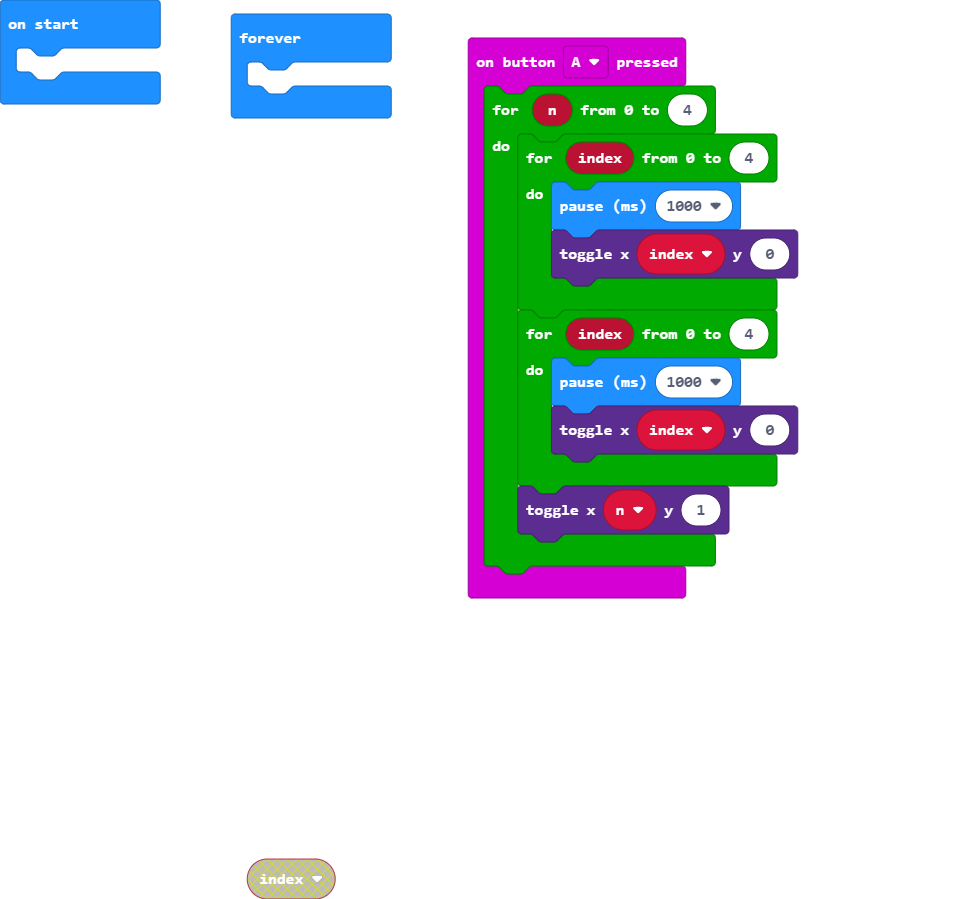 on start
forever
on button A pressed
for n from 0 to 4
do
for index from 0 to 4
do
pause (ms) 1000
toggle x index y 0
for index from 0 to 4
do
pause (ms) 1000
toggle x index y 0
toggle x n y 1
index